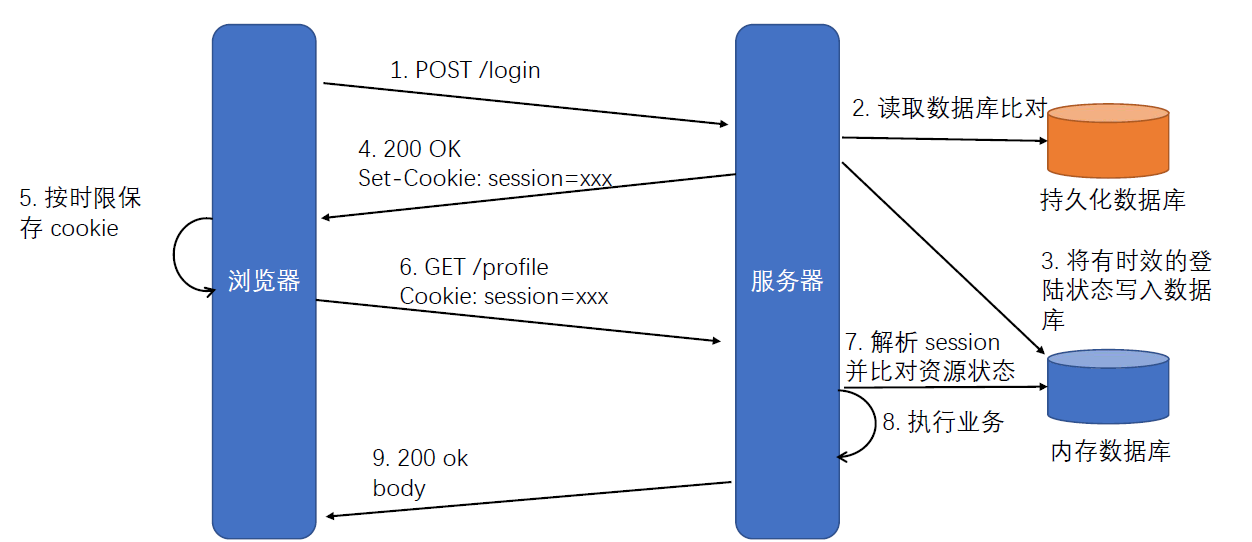 1. POST /login
2. 读取数据库比对
持久化数据库
3. 将有时效的登
陆状态写入数据
库
4. 200 OK
Set-Cookie: session=xxx
5. 按时限保
存 cookie
浏览器
服务器
6. GET /profile
Cookie: session=xxx
7. 解析 session
并比对资源状态
内存数据库
8. 执行业务
9. 200 ok
body